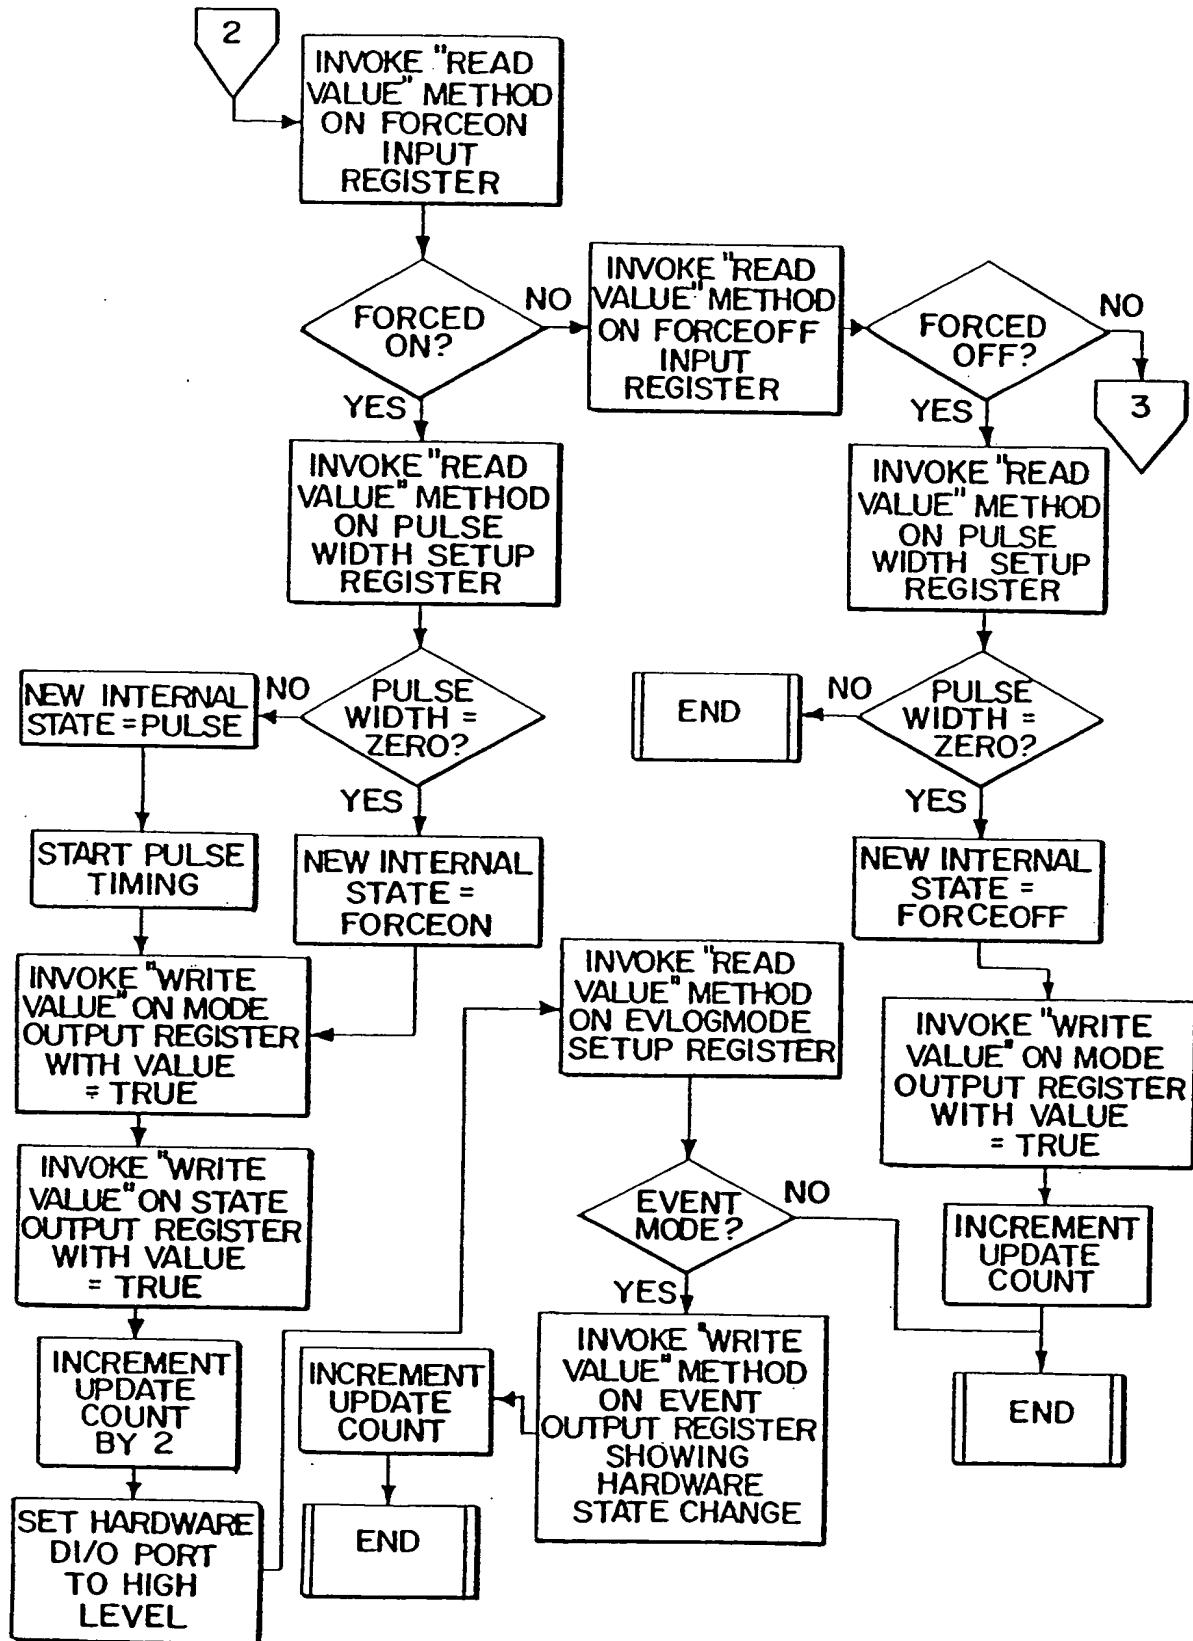 2
INVOKE "READ
VALUE" METHOD
ON FORCEON
INPUT
REGISTER
FORCED
ON?
NO
INVOKE "READ
VALUE" METHOD
ON FORCEOFF
INPUT
REGISTER
FORCED
OFF?
NO
3
YES
YES
INVOKE "READ
VALUE" METHOD
ON PULSE
WIDTH SETUP
REGISTER
INVOKE "READ
VALUE" METHOD
ON PULSE
WIDTH SETUP
REGISTER
NEW INTERNAL
STATE = PULSE
NO
PULSE
WIDTH =
ZERO?
END
NO
PULSE
WIDTH =
ZERO?
YES
YES
START PULSE
TIMING
NEW INTERNAL
STATE =
FORCEON
NEW INTERNAL
STATE =
FORCEOFF
INVOKE "WRITE
VALUE" ON MODE
OUTPUT REGISTER
WITH VALUE
= TRUE
INVOKE "READ
VALUE" METHOD
ON EVLOGMODE
SETUP REGISTER
INVOKE "WRITE
VALUE" ON MODE
OUTPUT REGISTER
WITH VALUE
= TRUE
INVOKE "WRITE
VALUE" ON STATE
OUTPUT REGISTER
WITH VALUE
= TRUE
EVENT
MODE?
NO
INCREMENT
UPDATE
COUNT
YES
INCREMENT
UPDATE
COUNT
BY 2
INCREMENT
UPDATE
COUNT
INVOKE "WRITE
VALUE" METHOD
ON EVENT
OUTPUT REGISTER
SHOWING
HARDWARE
STATE CHANGE
END
SET HARDWARE
DI/O PORT
TO HIGH
LEVEL
END